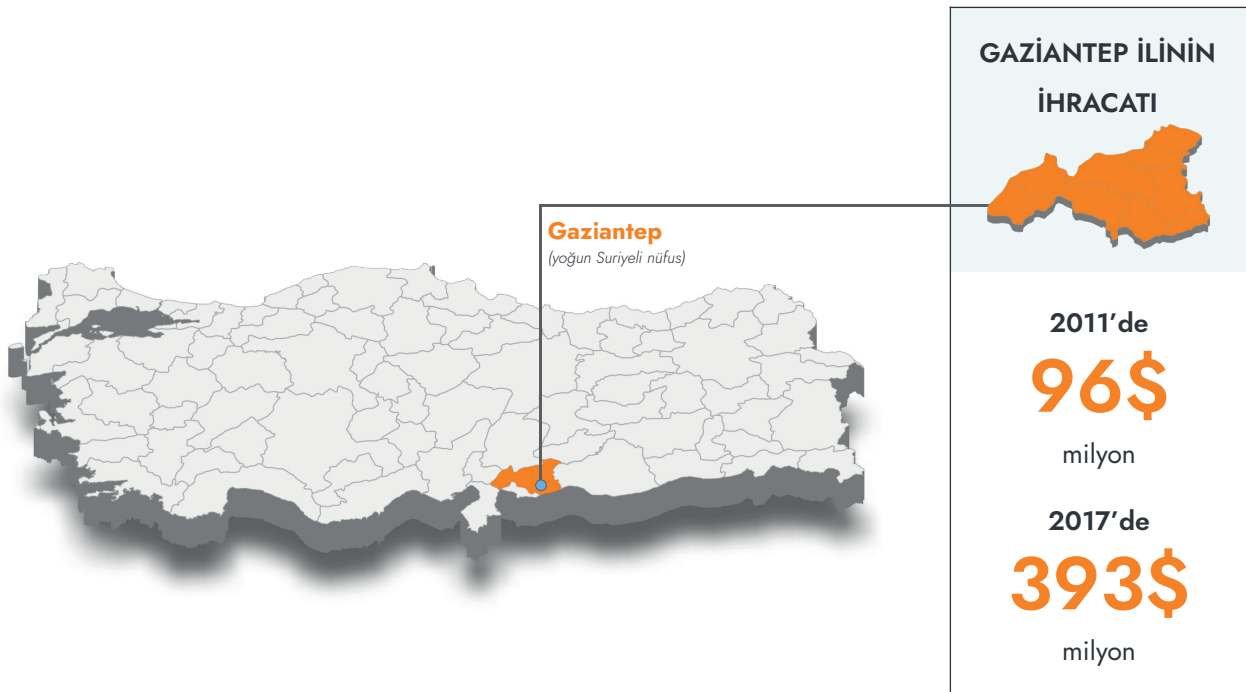 GAZİANTEP İLİNİN
İHRACATI
Gaziantep
(yoğun Suriyeli nüfus)
2011’de
96$
milyon
2017’de
393$
milyon